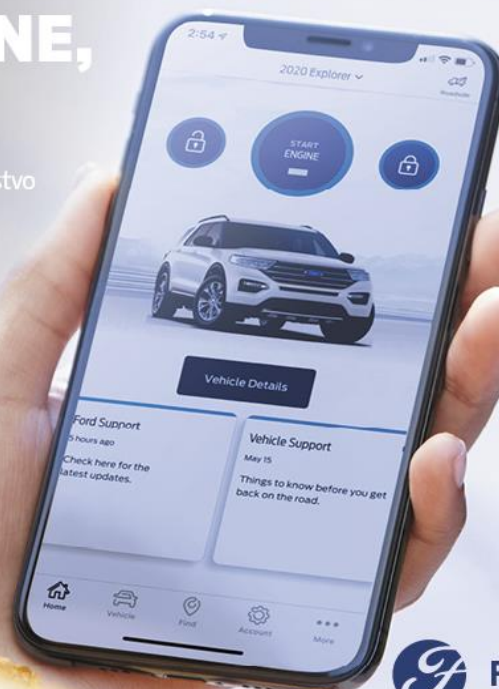 NE,
stvo
2:54
2020 Explorer
Roadside
START
ENGINE
Vehicle Details
Ford Support
5 hours ago
Check here for the
latest updates.
Vehicle Support
May 15
Things to know before you get
back on the road.
Home
Vehicle
Find
Account
More
F